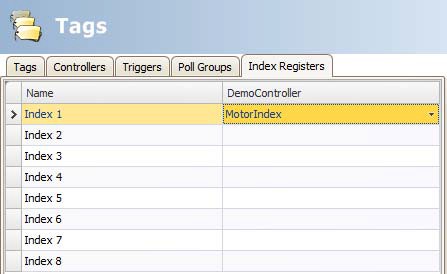 Tags
Tags Controllers Triggers Poll Groups Index Registers
Name DemoController
Index 1 MotorIndex
Index 2
Index 3
Index 4
Index 5
Index 6
Index 7
Index 8